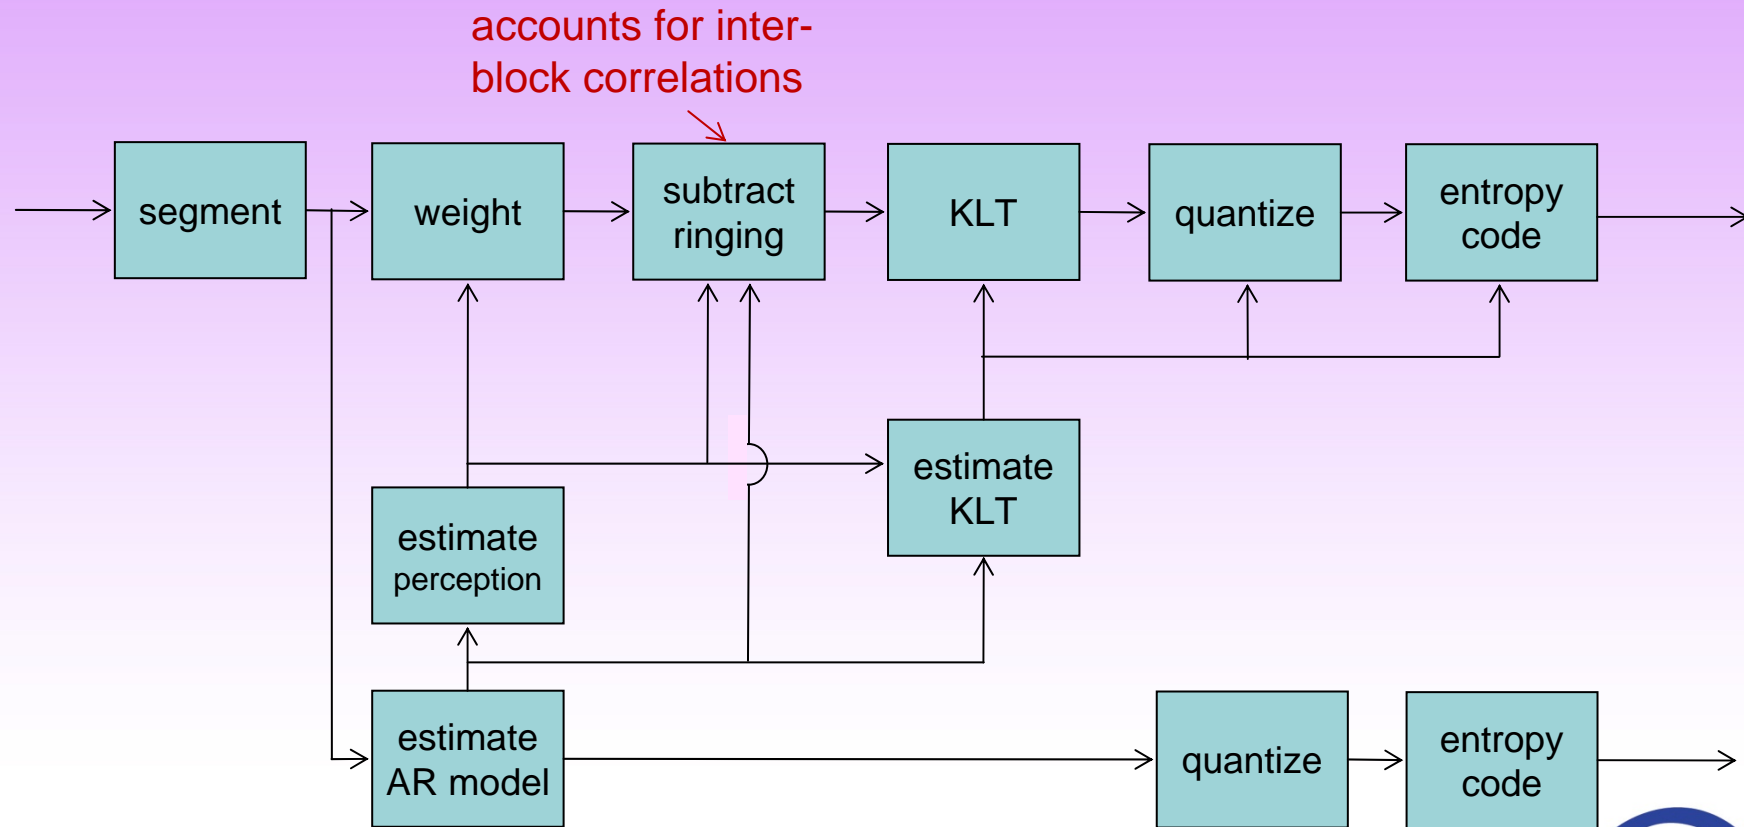 accounts for inter-
block correlations
segment
weight
subtract
ringing
KLT
quantize
entropy
code
estimate
KLT
estimate
perception
estimate
AR model
quantize
entropy
code